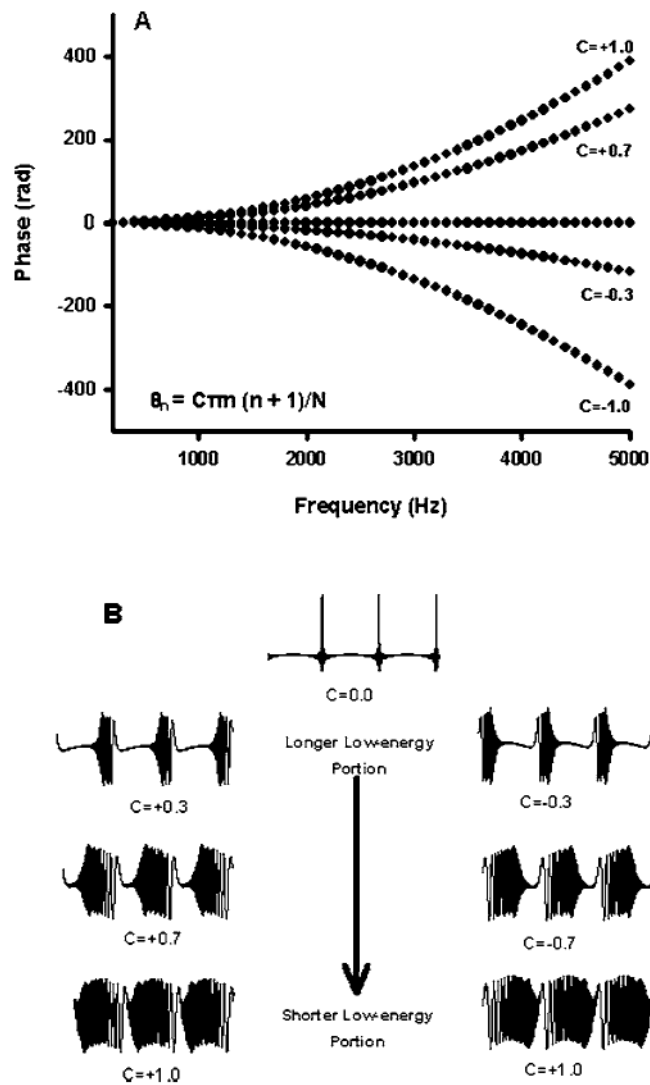 A
C=+1.0
400
200
C=+0.7
0
Phase (rad)
C=-0.3
-200
-400
C=-1.0
θn = Cπn (n + 1)/N
1000 2000 3000 4000 5000
Frequency (Hz)
B
C=0.0
Longer Low-energy
Portion
C=+0.3
C=-0.3
C=+0.7
C=-0.7
Shorter Low-energy
Portion
C=+1.0
C=+1.0